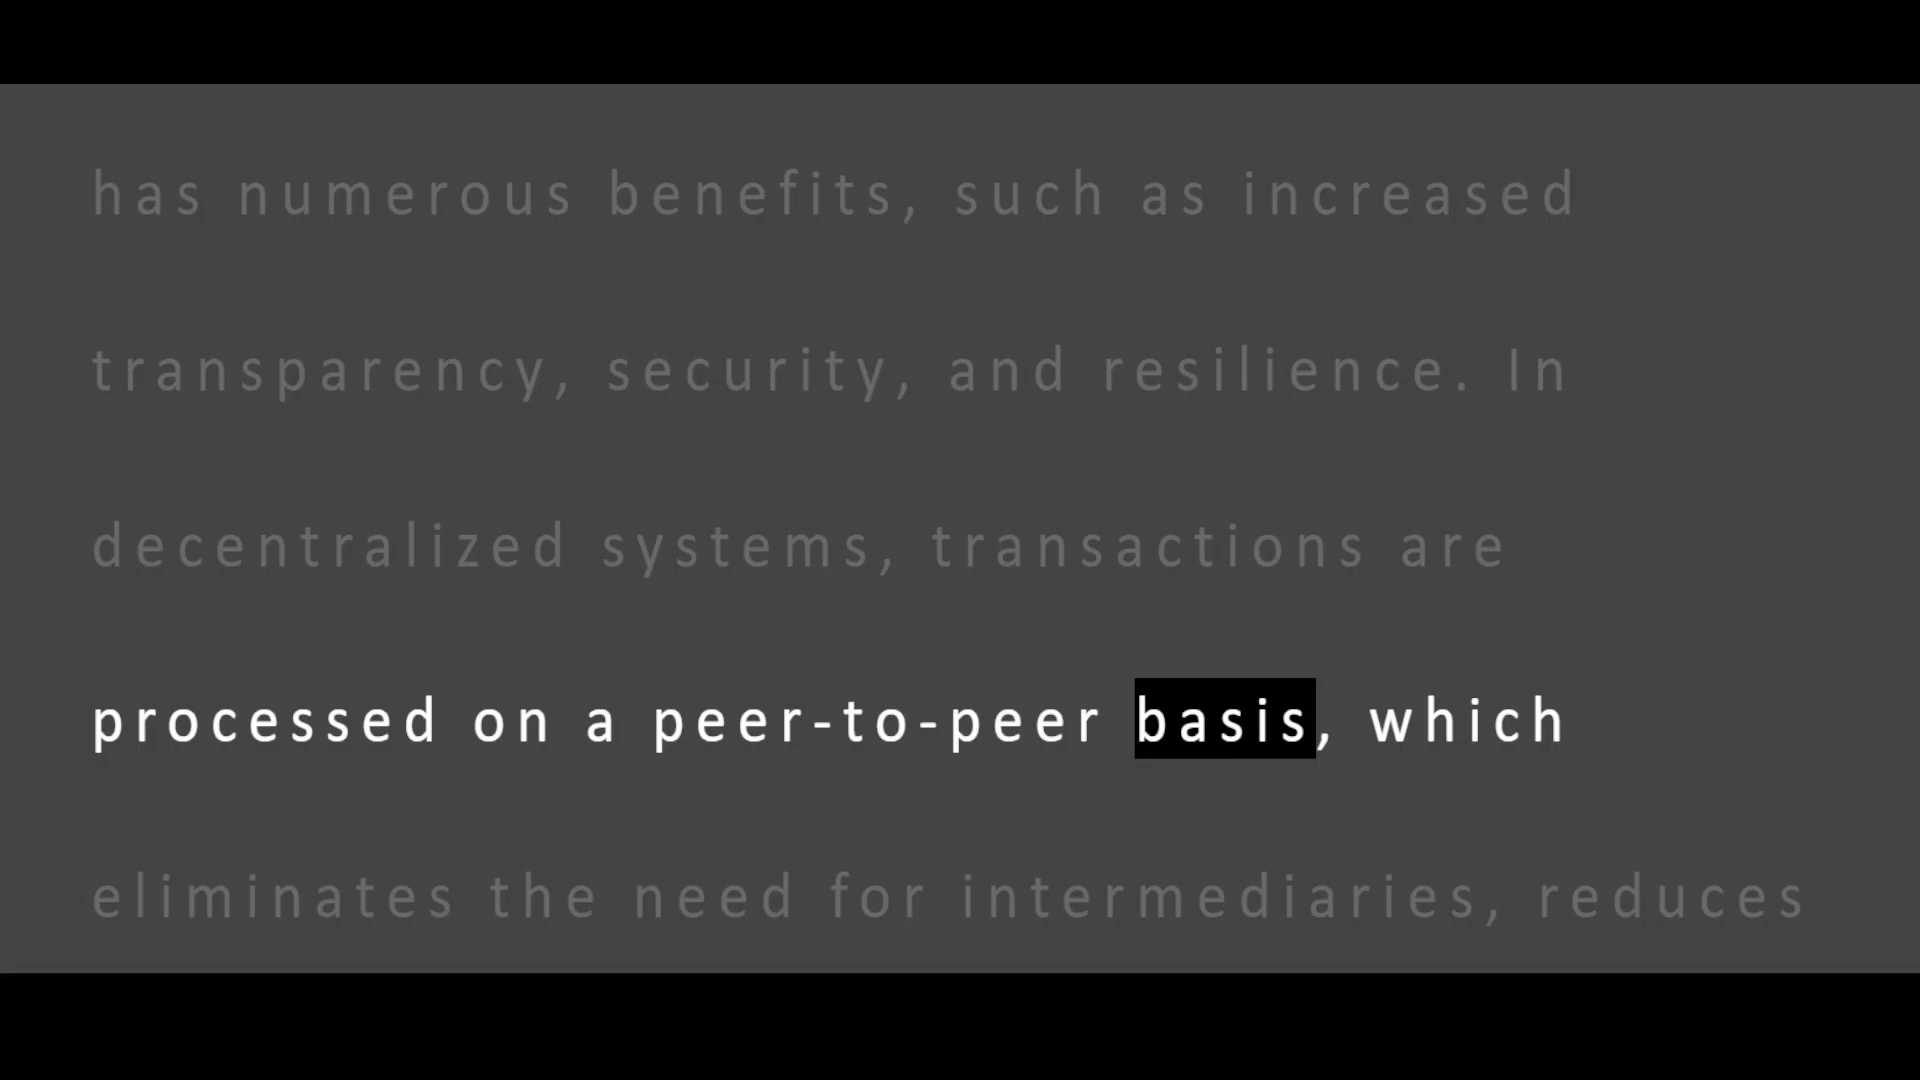 has numerous benefits, such as increased
transparency, security, and resilience. In
decentralized systems, transactions are
processed on a peer-to-peer basis, which
eliminates the need for intermediaries, reduces